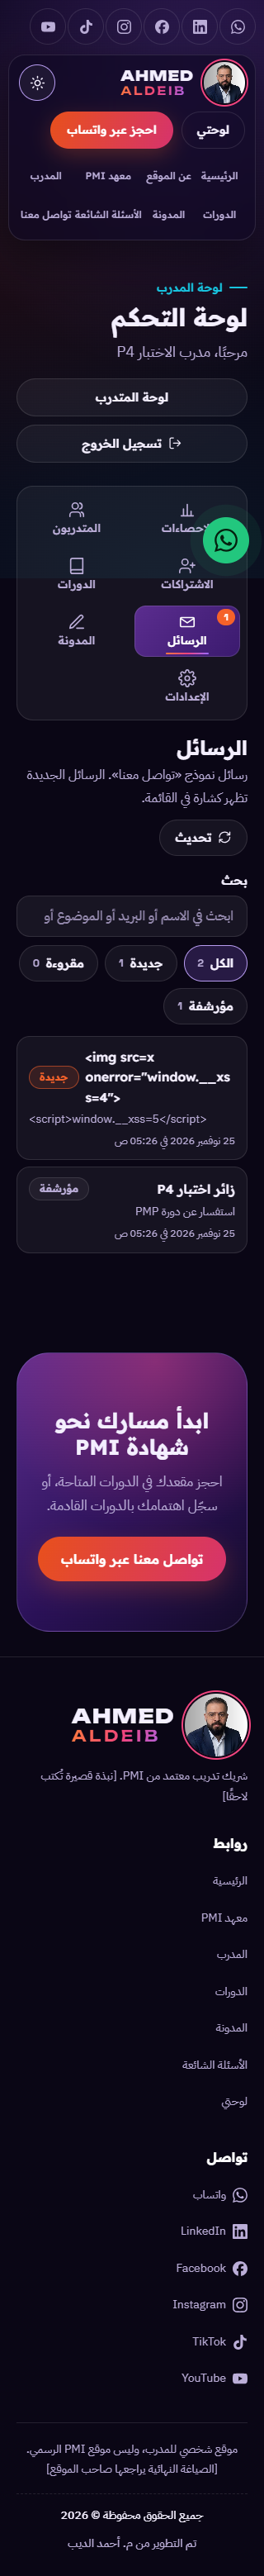 AHMED
ALDEIB
لوحتي
احجز عبر واتساب
الرئيسية
عن الموقع
معهد PMI
المدرب
الدورات
المدونة
الأسئلة الشائعة
تواصل معنا
لوحة المدرب
لوحة التحكم
مرحبًا، مدرب الاختبار P4
لوحة المتدرب
تسجيل الخروج
الاحصاءات
المتدربون
الاشتراكات
الدورات
1
الرسائل
المدونة
الإعدادات
الرسائل
رسائل نموذج «تواصل معنا». الرسائل الجديدة
تظهر كشارة في القائمة.
تحديث
بحث
ابحث في الاسم أو البريد أو الموضوع أو
الكل 2
جديدة 1
مقروءة 0
مؤرشفة 1
<img src=x
onerror="window.__xs
s=4">
جديدة
<script>window.__xss=5</script>
25 نوفمبر 2026 في 05:26 ص
زائر اختبار P4
مؤرشفة
استفسار عن دورة PMP
25 نوفمبر 2026 في 05:26 ص
ابدأ مسارك نحو
شهادة PMI
احجز مقعدك في الدورات المتاحة، أو
سجّل اهتمامك بالدورات القادمة.
تواصل معنا عبر واتساب
AHMED
ALDEIB
شريك تدريب معتمد من PMI. [نبذة قصيرة تُكتب
لاحقًا]
روابط
الرئيسية
معهد PMI
المدرب
الدورات
المدونة
الأسئلة الشائعة
لوحتي
تواصل
واتساب
LinkedIn
Facebook
Instagram
TikTok
YouTube
موقع شخصي للمدرب، وليس موقع PMI الرسمي.
[الصياغة النهائية يراجعها صاحب الموقع]
جميع الحقوق محفوظة © 2026
تم التطوير من م. أحمد الديب